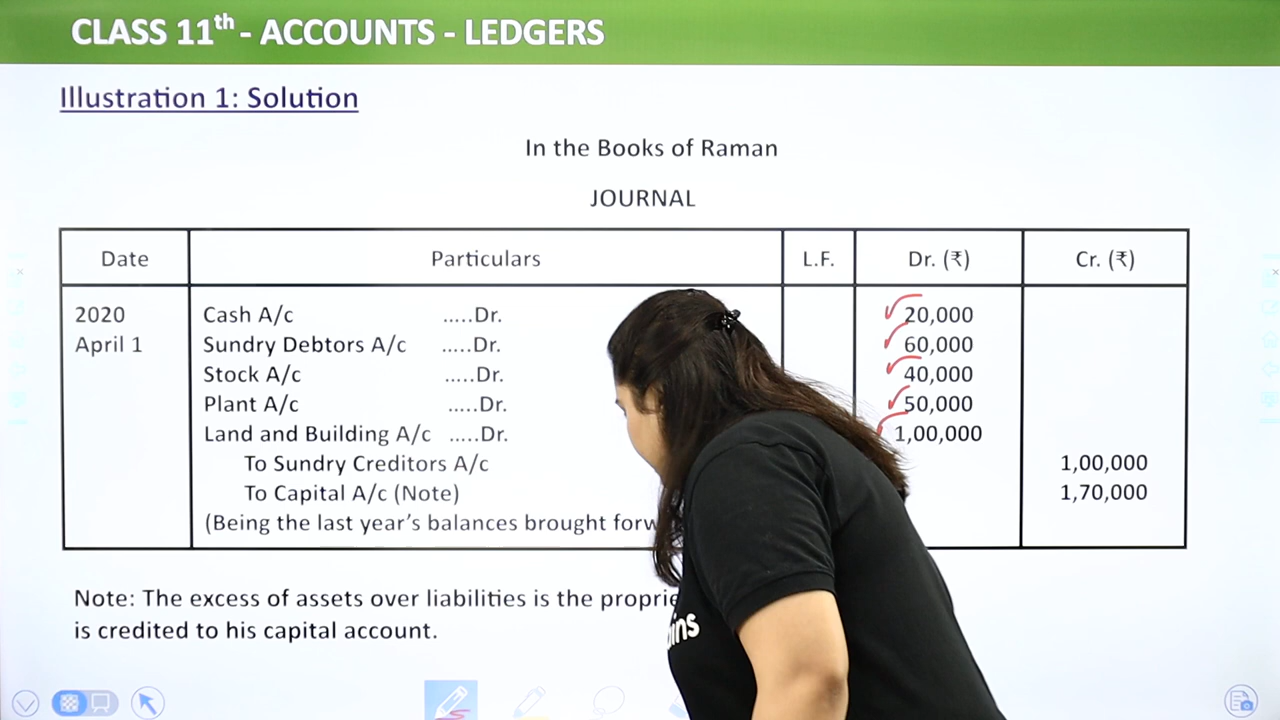 CLASS 11th - ACCOUNTS - LEDGERS
Illustration 1: Solution
In the Books of Raman
JOURNAL
Date Particulars L.F. Dr. (₹) Cr. (₹)
2020 Cash A/c .....Dr. 20,000
April 1 Sundry Debtors A/c .....Dr. 60,000
Stock A/c .....Dr. 40,000
Plant A/c .....Dr. 50,000
Land and Building A/c .....Dr. 1,00,000
To Sundry Creditors A/c 1,00,000
To Capital A/c (Note) 1,70,000
(Being the last year's balances brought
Note: The excess of assets over liabilities is the
is credited to his capital account.